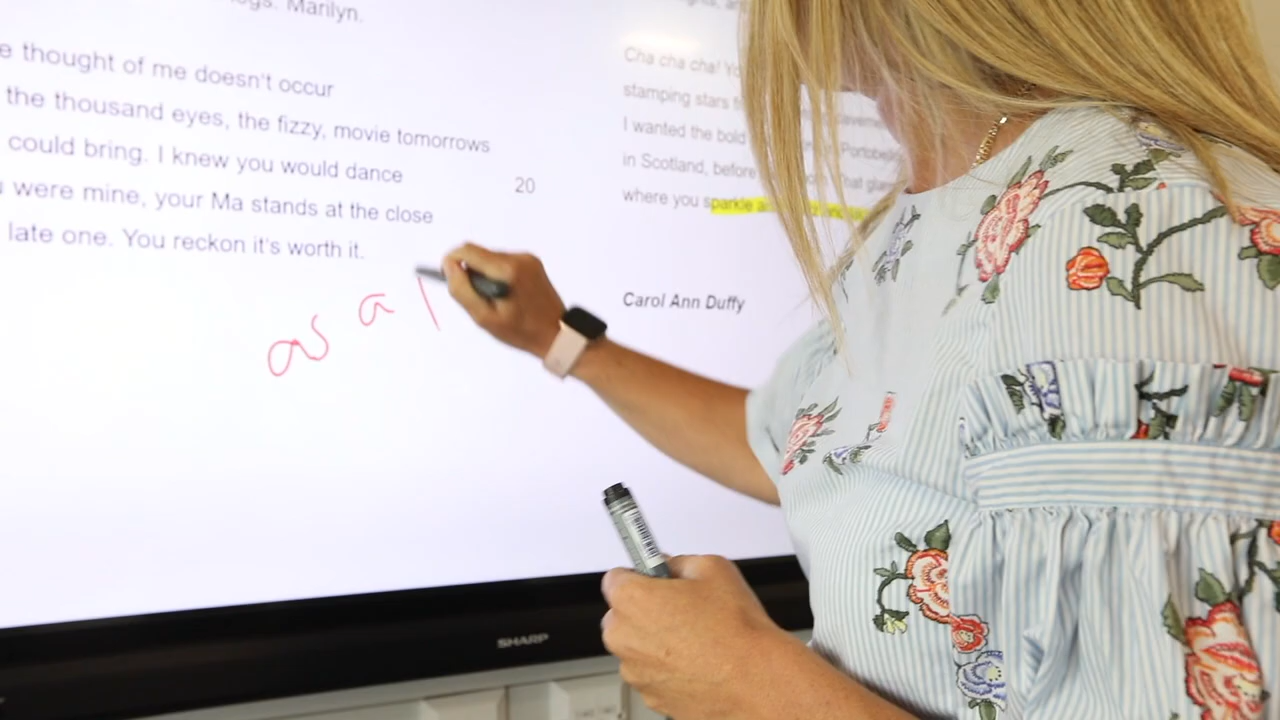 Marilyn.
thought of me doesn't occur
the thousand eyes, the fizzy, movie tomorrows
could bring. I knew you would dance
were mine, your Ma stands at the close
late one. You reckon it's worth it.
20
Cha cha cha!
stamping stars
I wanted the bold
in Scotland, before
where you sparkle
Carol Ann Duffy
as a
SHARP